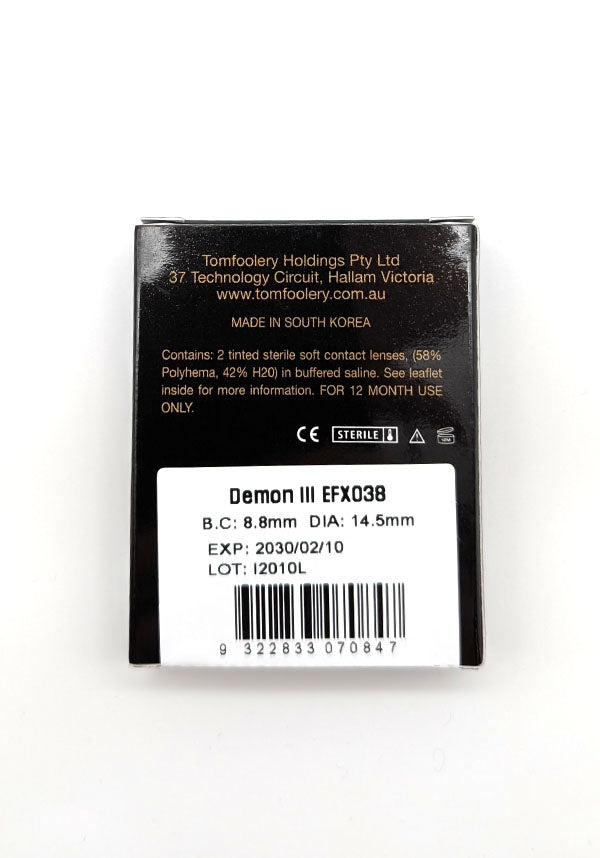 Tomfoolery Holdings Pty Ltd
37 Technology Circuit, Hallam Victoria
www.tomfoolery.com.au
MADE IN SOUTH KOREA
Contains: 2 tinted sterile soft contact lenses, (58%
Polyhema, 42% H20) in buffered saline. See leaflet
inside for more information. FOR 12 MONTH USE
ONLY.
CE STERILE
Demon III EFX038
B.C: 8.8mm DIA: 14.5mm
EXP: 2030/02/10
LOT: I2010L
9 322833 070847